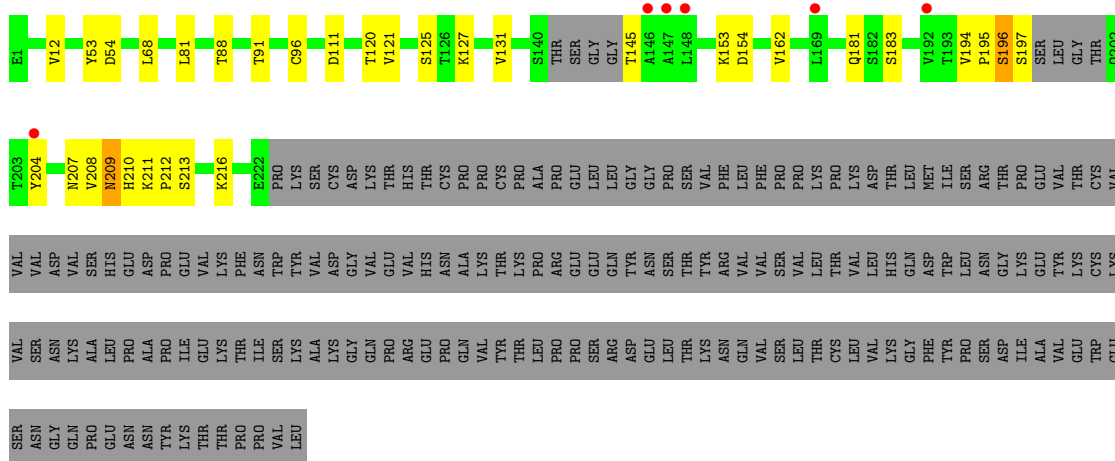 E1 V12 Y53 D54 L68 L81 T88 T91 C96 D111 T120 V121 S125 T126 K127 V131 S140 THR SER GLY GLY T145 A146 A147 L148 K153 D154 V162 L169 Q181 S182 S183 V192 T193 V194 P195 S196 S197 SER LEU GLY THR
T203 Y204 N207 V208 N209 H210 K211 P212 S213 K216 E222 PRO LYS SER CYS ASP LYS THR HIS THR CYS PRO PRO CYS PRO ALA PRO GLU LEU LEU GLY GLY PRO SER VAL PHE LEU PHE PRO PRO LYS PRO LYS ASP THR LEU MET ILE SER ARG THR PRO GLU VAL THR CYS VAL
VAL VAL ASP VAL SER HIS GLU ASP PRO GLU VAL LYS PHE ASN TRP TYR VAL ASP GLY VAL GLU VAL HIS ASN ALA LYS THR LYS PRO ARG GLU GLU GLN TYR ASN SER THR TYR ARG VAL VAL SER VAL LEU THR VAL LEU HIS GLN ASP TRP LEU ASN GLY LYS GLU TYR LYS CYS LYS
VAL SER ASN LYS ALA LEU PRO ALA PRO ILE GLU LYS THR ILE SER LYS ALA LYS GLY GLN PRO ARG GLU PRO GLN VAL TYR THR LEU PRO PRO SER ARG ASP GLU LEU THR LYS ASN GLN VAL SER LEU THR CYS LEU VAL LYS GLY PHE TYR PRO SER ASP ILE ALA VAL GLU TRP GLU
SER ASN GLY GLN PRO GLU ASN ASN TYR LYS THR THR PRO PRO VAL LEU